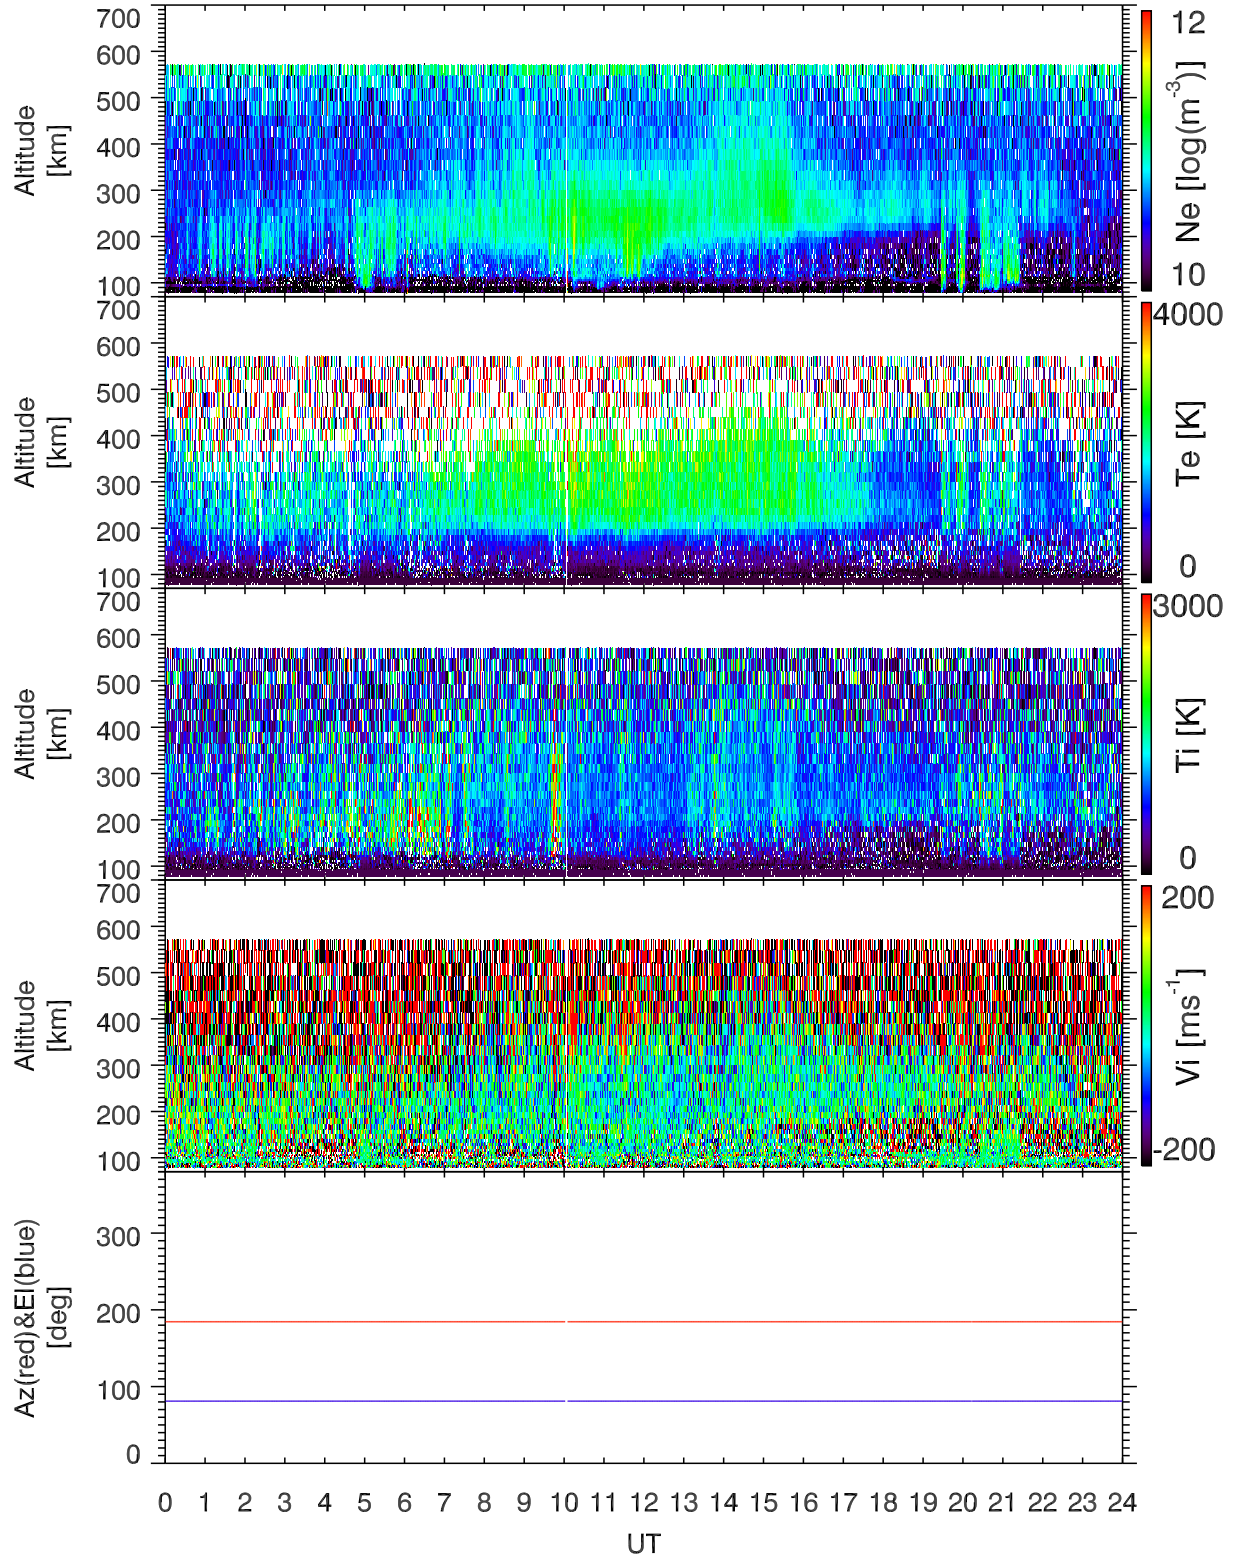 700
600
500
400
300
200
100
Altitude
[km]
12
10
Ne [log(m⁻³)]
700
600
500
400
300
200
100
Altitude
[km]
4000
0
Te [K]
700
600
500
400
300
200
100
Altitude
[km]
3000
0
Ti [K]
700
600
500
400
300
200
100
Altitude
[km]
200
-200
Vi [ms⁻¹]
300
200
100
0
Az(red)&El(blue)
[deg]
0 1 2 3 4 5 6 7 8 9 10 11 12 13 14 15 16 17 18 19 20 21 22 23 24
UT